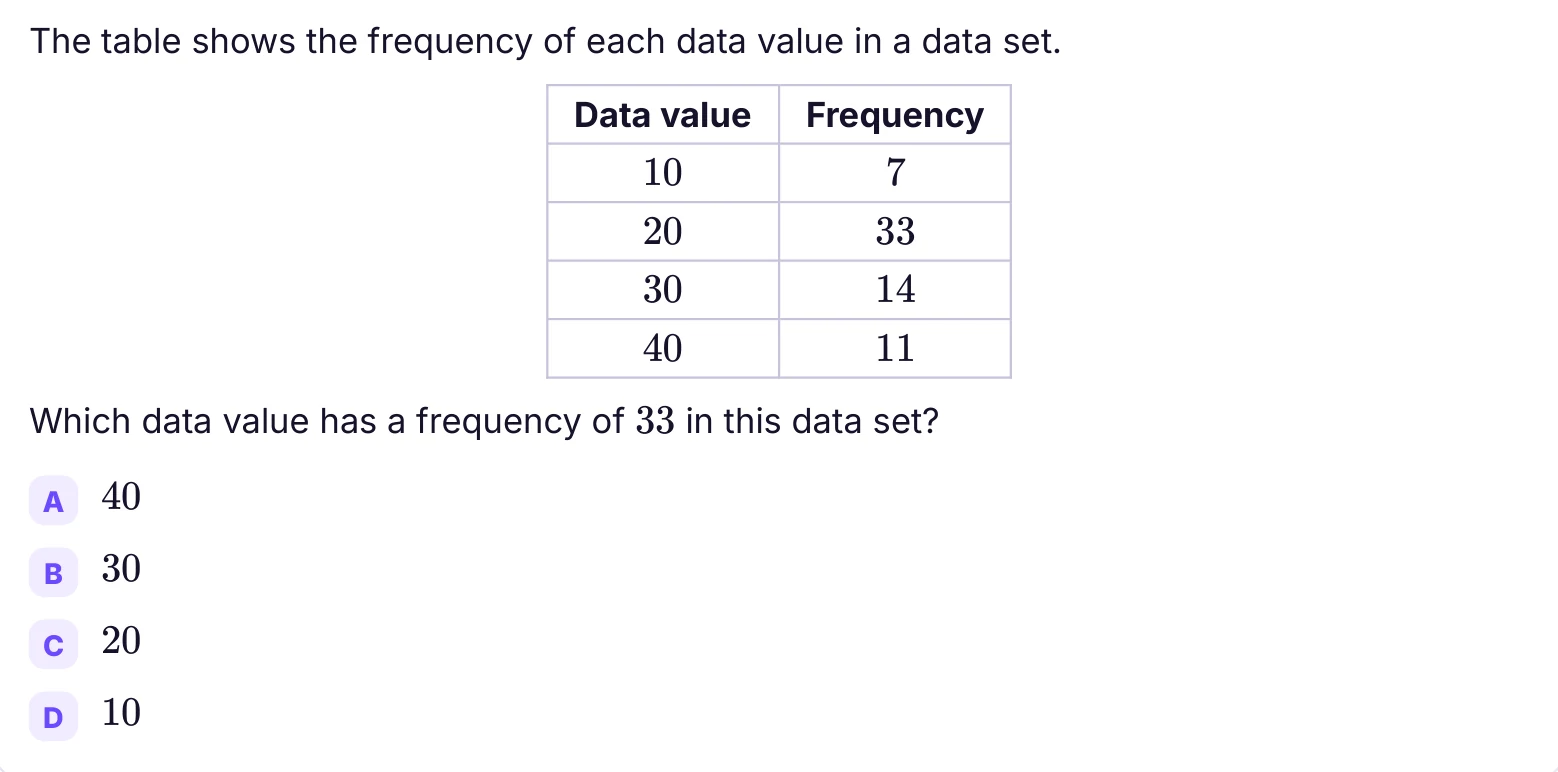 The table shows the frequency of each data value in a data set.
Data value Frequency
10 7
20 33
30 14
40 11
Which data value has a frequency of 33 in this data set?
A 40
B 30
C 20
D 10